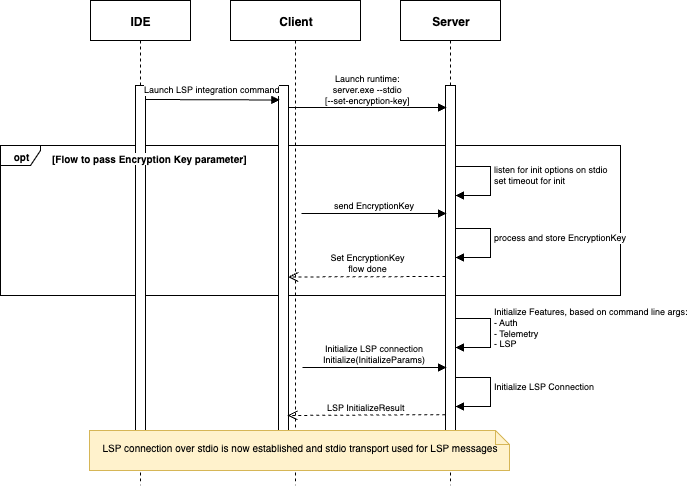 IDE
Client
Server
Launch LSP integration command
Launch runtime:
server.exe --stdio
[--set-encryption-key]
opt
[Flow to pass Encryption Key parameter]
listen for init options on stdio
set timeout for init
send EncryptionKey
process and store EncryptionKey
Set EncryptionKey
flow done
Initialize Features, based on command line args:
- Auth
- Telemetry
- LSP
Initialize LSP connection
Initialize(InitializeParams)
Initialize LSP Connection
LSP InitializeResult
LSP connection over stdio is now established and stdio transport used for LSP messages